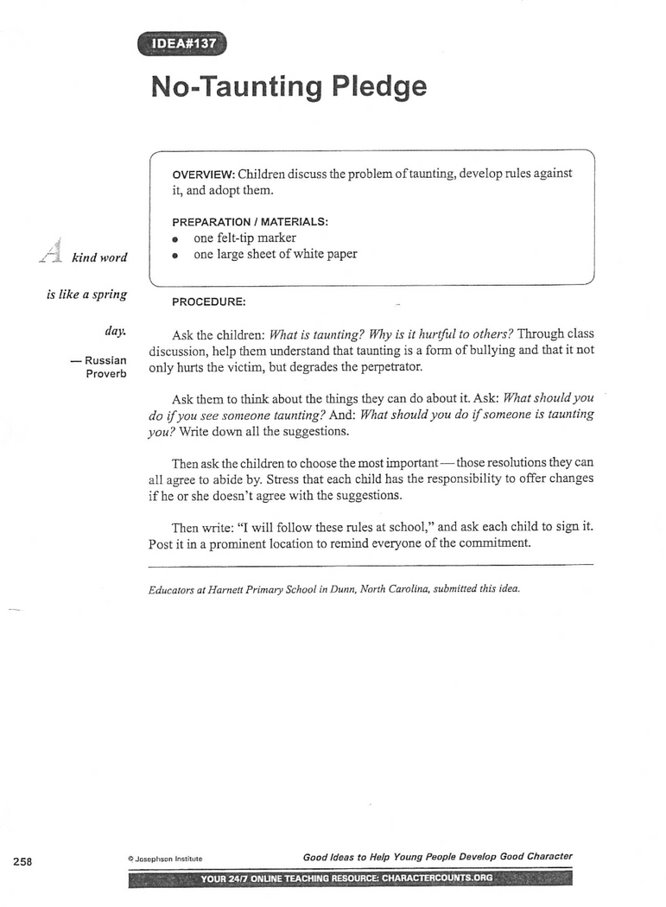 IDEA#137
No-Taunting Pledge
OVERVIEW: Children discuss the problem of taunting, develop rules against
it, and adopt them.
PREPARATION / MATERIALS:
● one felt-tip marker
● one large sheet of white paper
A kind word
is like a spring
day.
— Russian
Proverb
PROCEDURE:
Ask the children: What is taunting? Why is it hurtful to others? Through class
discussion, help them understand that taunting is a form of bullying and that it not
only hurts the victim, but degrades the perpetrator.
Ask them to think about the things they can do about it. Ask: What should you
do if you see someone taunting? And: What should you do if someone is taunting
you? Write down all the suggestions.
Then ask the children to choose the most important — those resolutions they can
all agree to abide by. Stress that each child has the responsibility to offer changes
if he or she doesn't agree with the suggestions.
Then write: “I will follow these rules at school,” and ask each child to sign it.
Post it in a prominent location to remind everyone of the commitment.
Educators at Harnett Primary School in Dunn, North Carolina, submitted this idea.
258
© Josephson Institute
Good Ideas to Help Young People Develop Good Character
YOUR 24/7 ONLINE TEACHING RESOURCE: CHARACTERCOUNTS.ORG